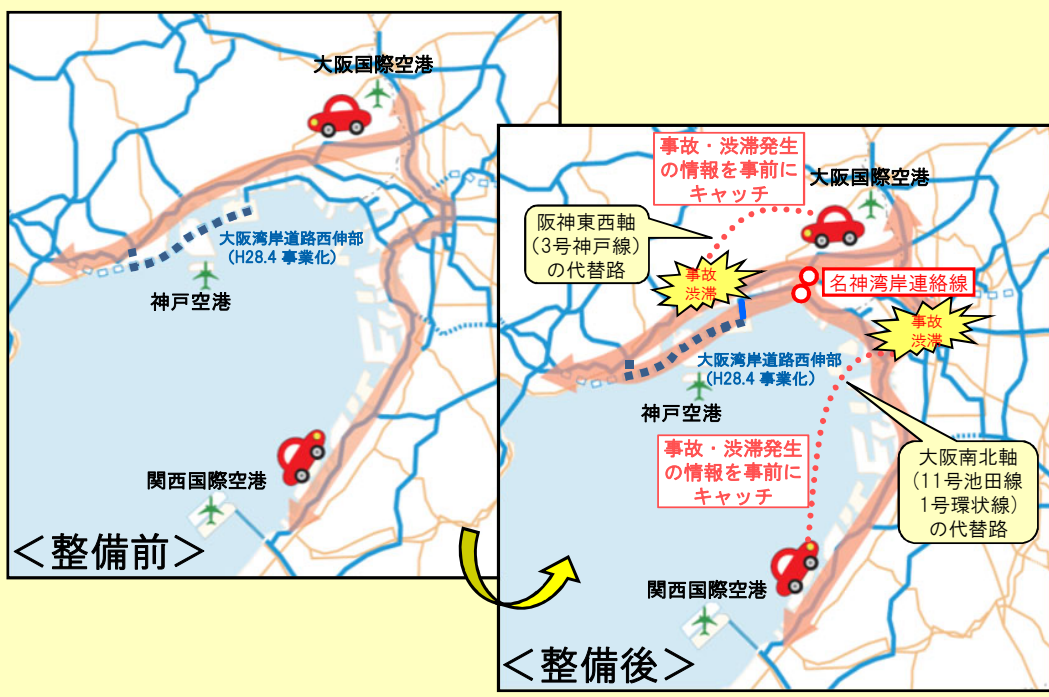 大阪国際空港
大阪湾岸道路西伸部
（H28.4 事業化）
神戸空港
関西国際空港
＜整備前＞
事故・渋滞発生
の情報を事前に
キャッチ
大阪国際空港
阪神東西軸
（3号神戸線）
の代替路
事故
渋滞
名神湾岸連絡線
事故
渋滞
大阪湾岸道路西伸部
（H28.4 事業化）
神戸空港
事故・渋滞発生
の情報を事前に
キャッチ
大阪南北軸
（11号池田線
1号環状線）
の代替路
関西国際空港
＜整備後＞